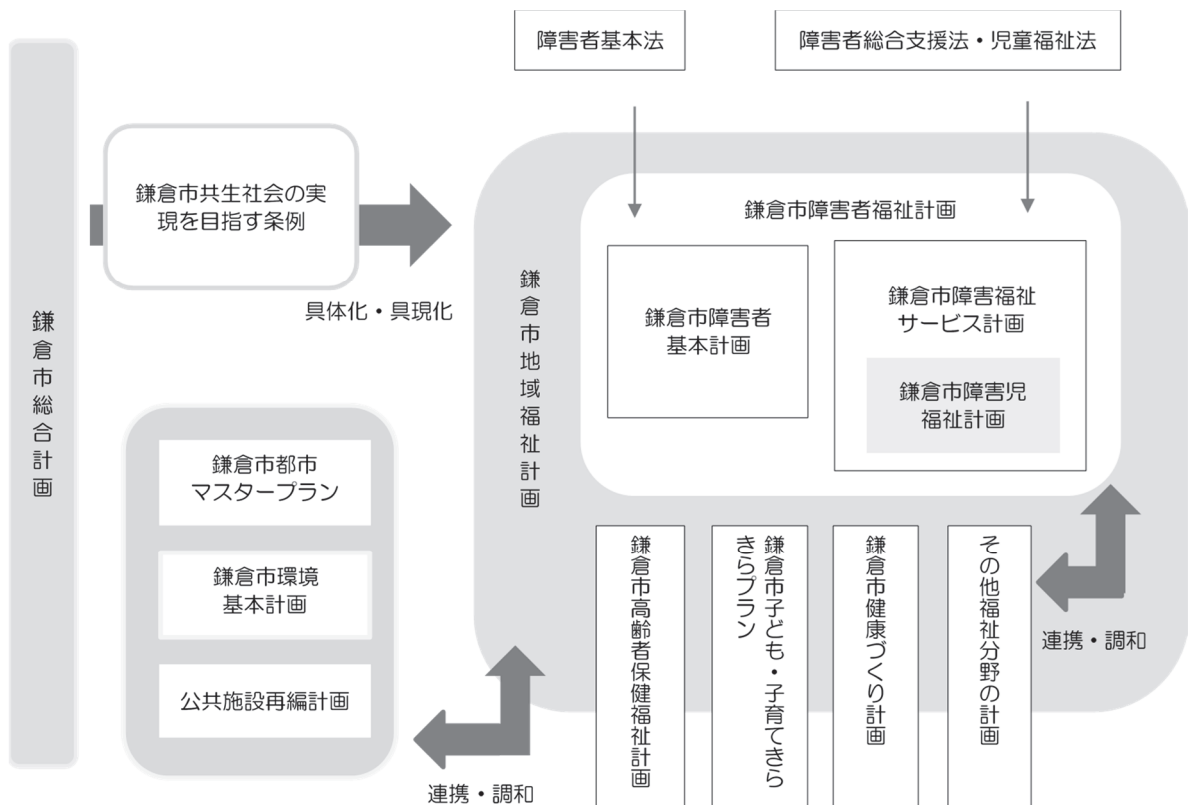 障害者基本法
障害者総合支援法・児童福祉法
鎌倉市総合計画
鎌倉市共生社会の実
現を目指す条例
具体化・具現化
鎌倉市地域福祉計画
鎌倉市障害者福祉計画
鎌倉市障害者
基本計画
鎌倉市障害福祉
サービス計画
鎌倉市障害児
福祉計画
鎌倉市都市
マスタープラン
鎌倉市環境
基本計画
公共施設再編計画
連携・調和
鎌倉市高齢者保健福祉計画
鎌倉市子ども・子育てきら
きらプラン
鎌倉市健康づくり計画
その他福祉分野の計画
連携・調和